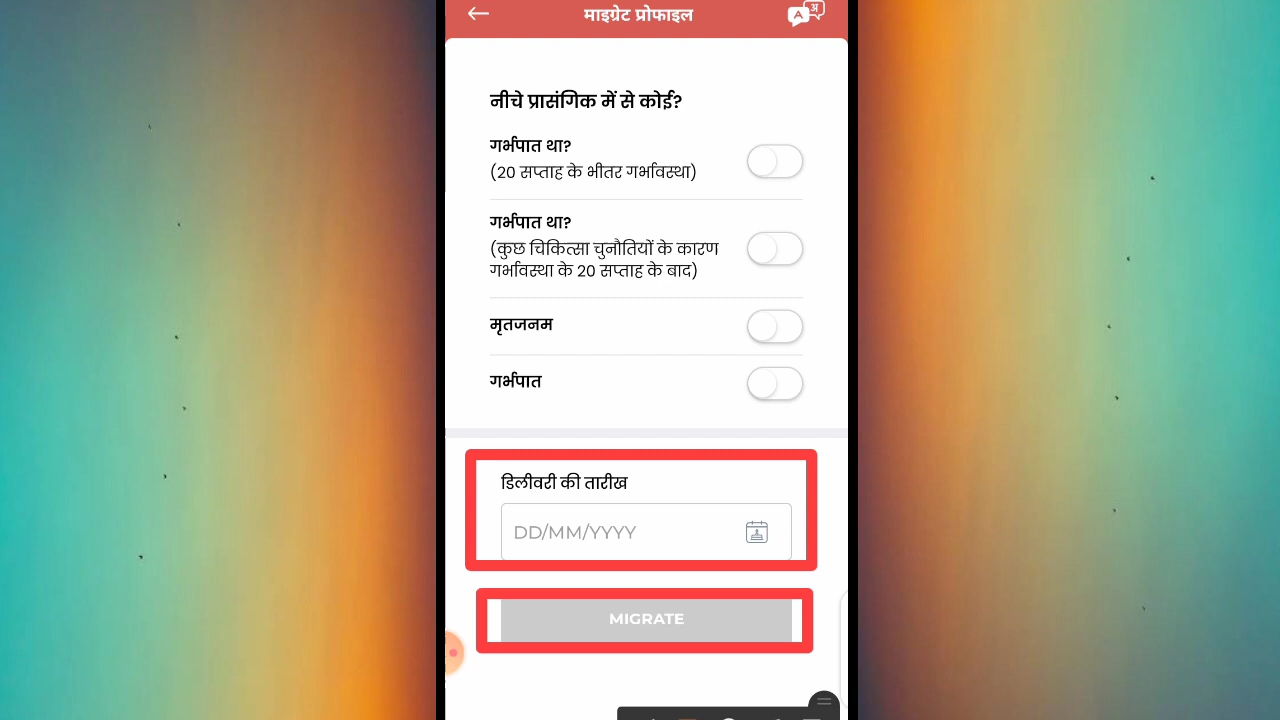 माइग्रेट प्रोफाइल
A अ
नीचे प्रासंगिक में से कोई?
गर्भपात था?
(20 सप्ताह के भीतर गर्भावस्था)
गर्भपात था?
(कुछ चिकित्सा चुनौतियों के कारण
गर्भावस्था के 20 सप्ताह के बाद)
मृतजनम
गर्भपात
डिलीवरी की तारीख
DD/MM/YYYY
MIGRATE